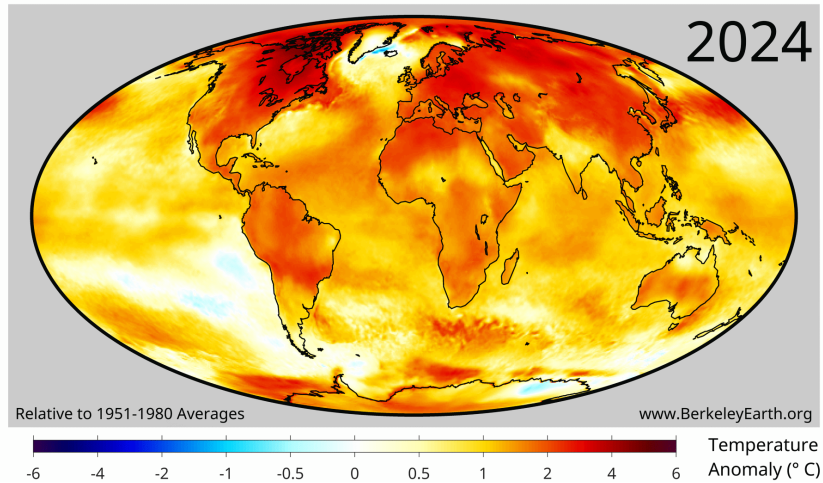 2024
Relative to 1951-1980 Averages
www.BerkeleyEarth.org
-6 -4 -2 -1 -0.5 0 0.5 1 2 4 6
Temperature
Anomaly (° C)